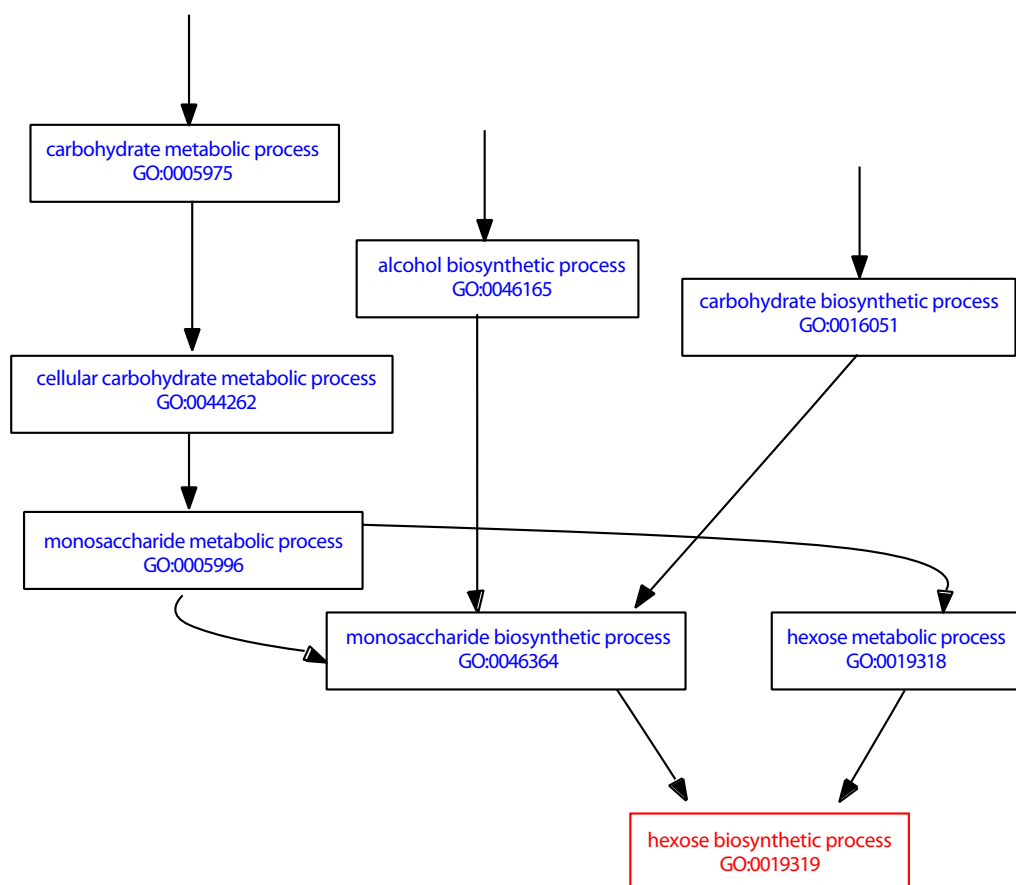 carbohydrate metabolic process
GO:0005975
alcohol biosynthetic process
GO:0046165
carbohydrate biosynthetic process
GO:0016051
cellular carbohydrate metabolic process
GO:0044262
monosaccharide metabolic process
GO:0005996
monosaccharide biosynthetic process
GO:0046364
hexose metabolic process
GO:0019318
hexose biosynthetic process
GO:0019319